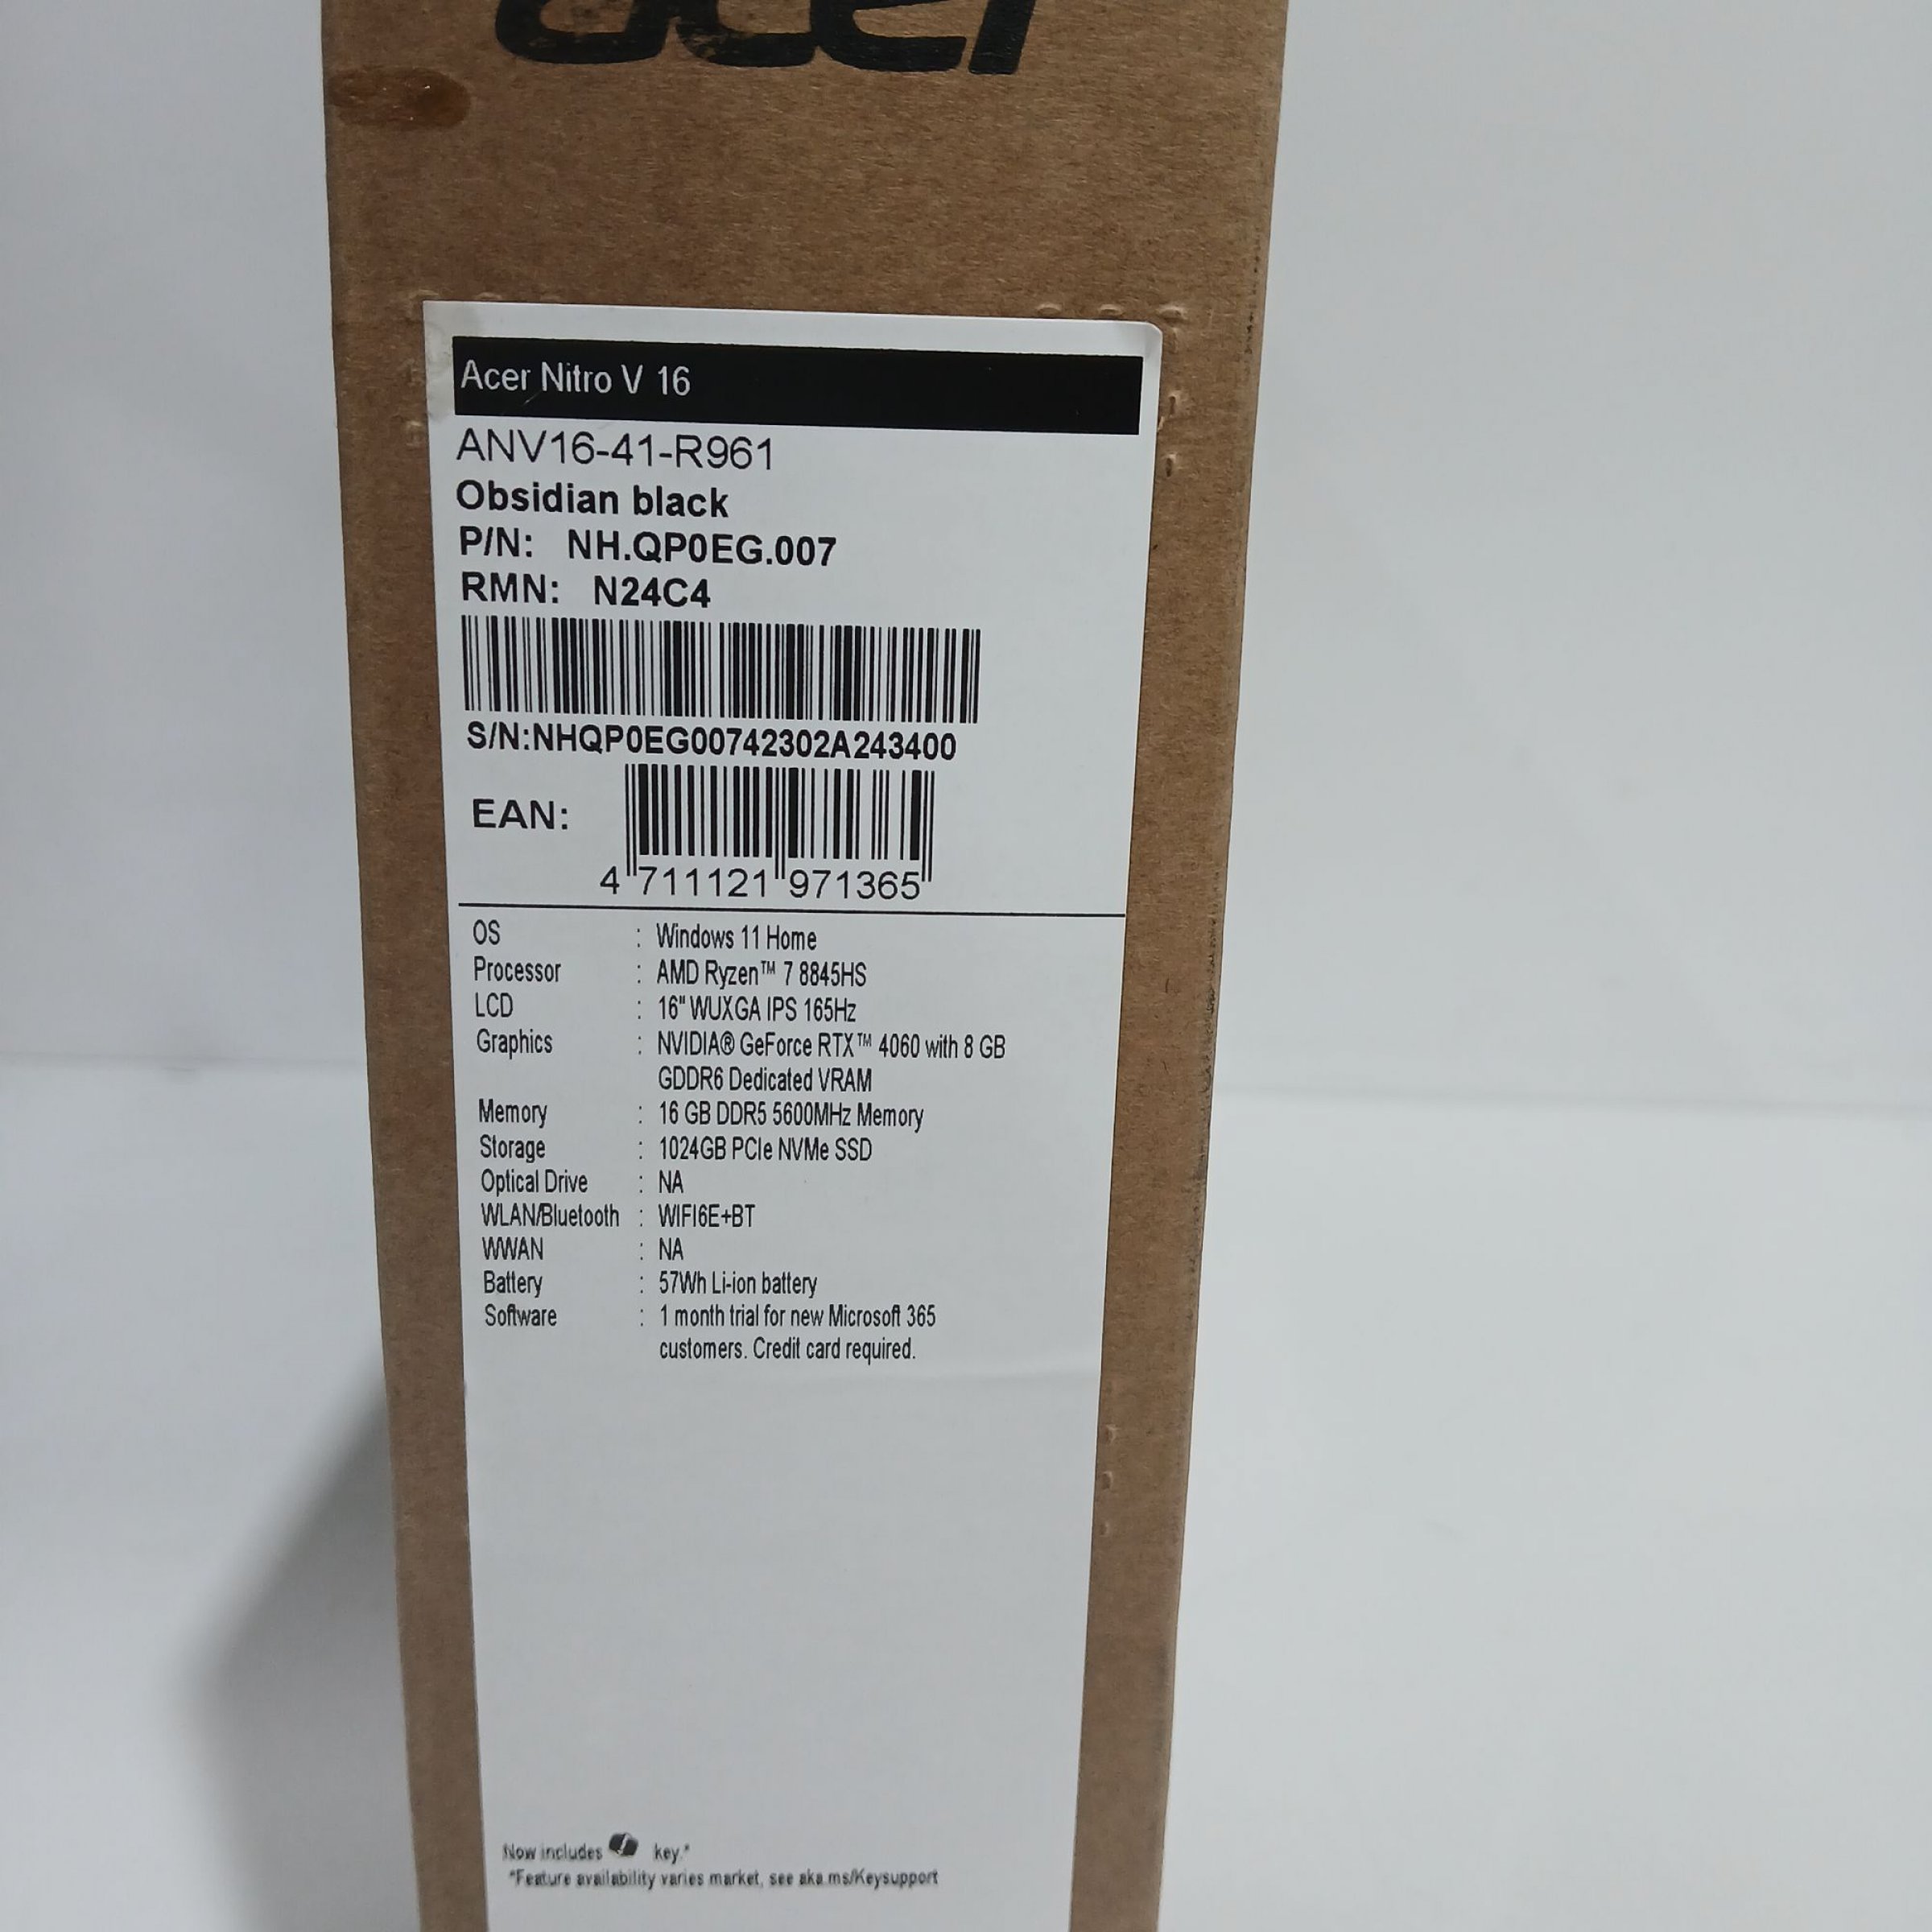 acer
Acer Nitro V 16
ANV16-41-R961
Obsidian black
P/N: NH.QP0EG.007
RMN: N24C4
S/N:NHQP0EG00742302A243400
EAN:
4 711121 971365
OS : Windows 11 Home
Processor : AMD Ryzen™ 7 8845HS
LCD : 16" WUXGA IPS 165Hz
Graphics : NVIDIA® GeForce RTX™ 4060 with 8 GB
GDDR6 Dedicated VRAM
Memory : 16 GB DDR5 5600MHz Memory
Storage : 1024GB PCIe NVMe SSD
Optical Drive : NA
WLAN/Bluetooth : WIFI6E+BT
WWAN : NA
Battery : 57Wh Li-ion battery
Software : 1 month trial for new Microsoft 365
customers. Credit card required.
Now includes key.*
*Feature availability varies market, see aka.ms/Keysupport